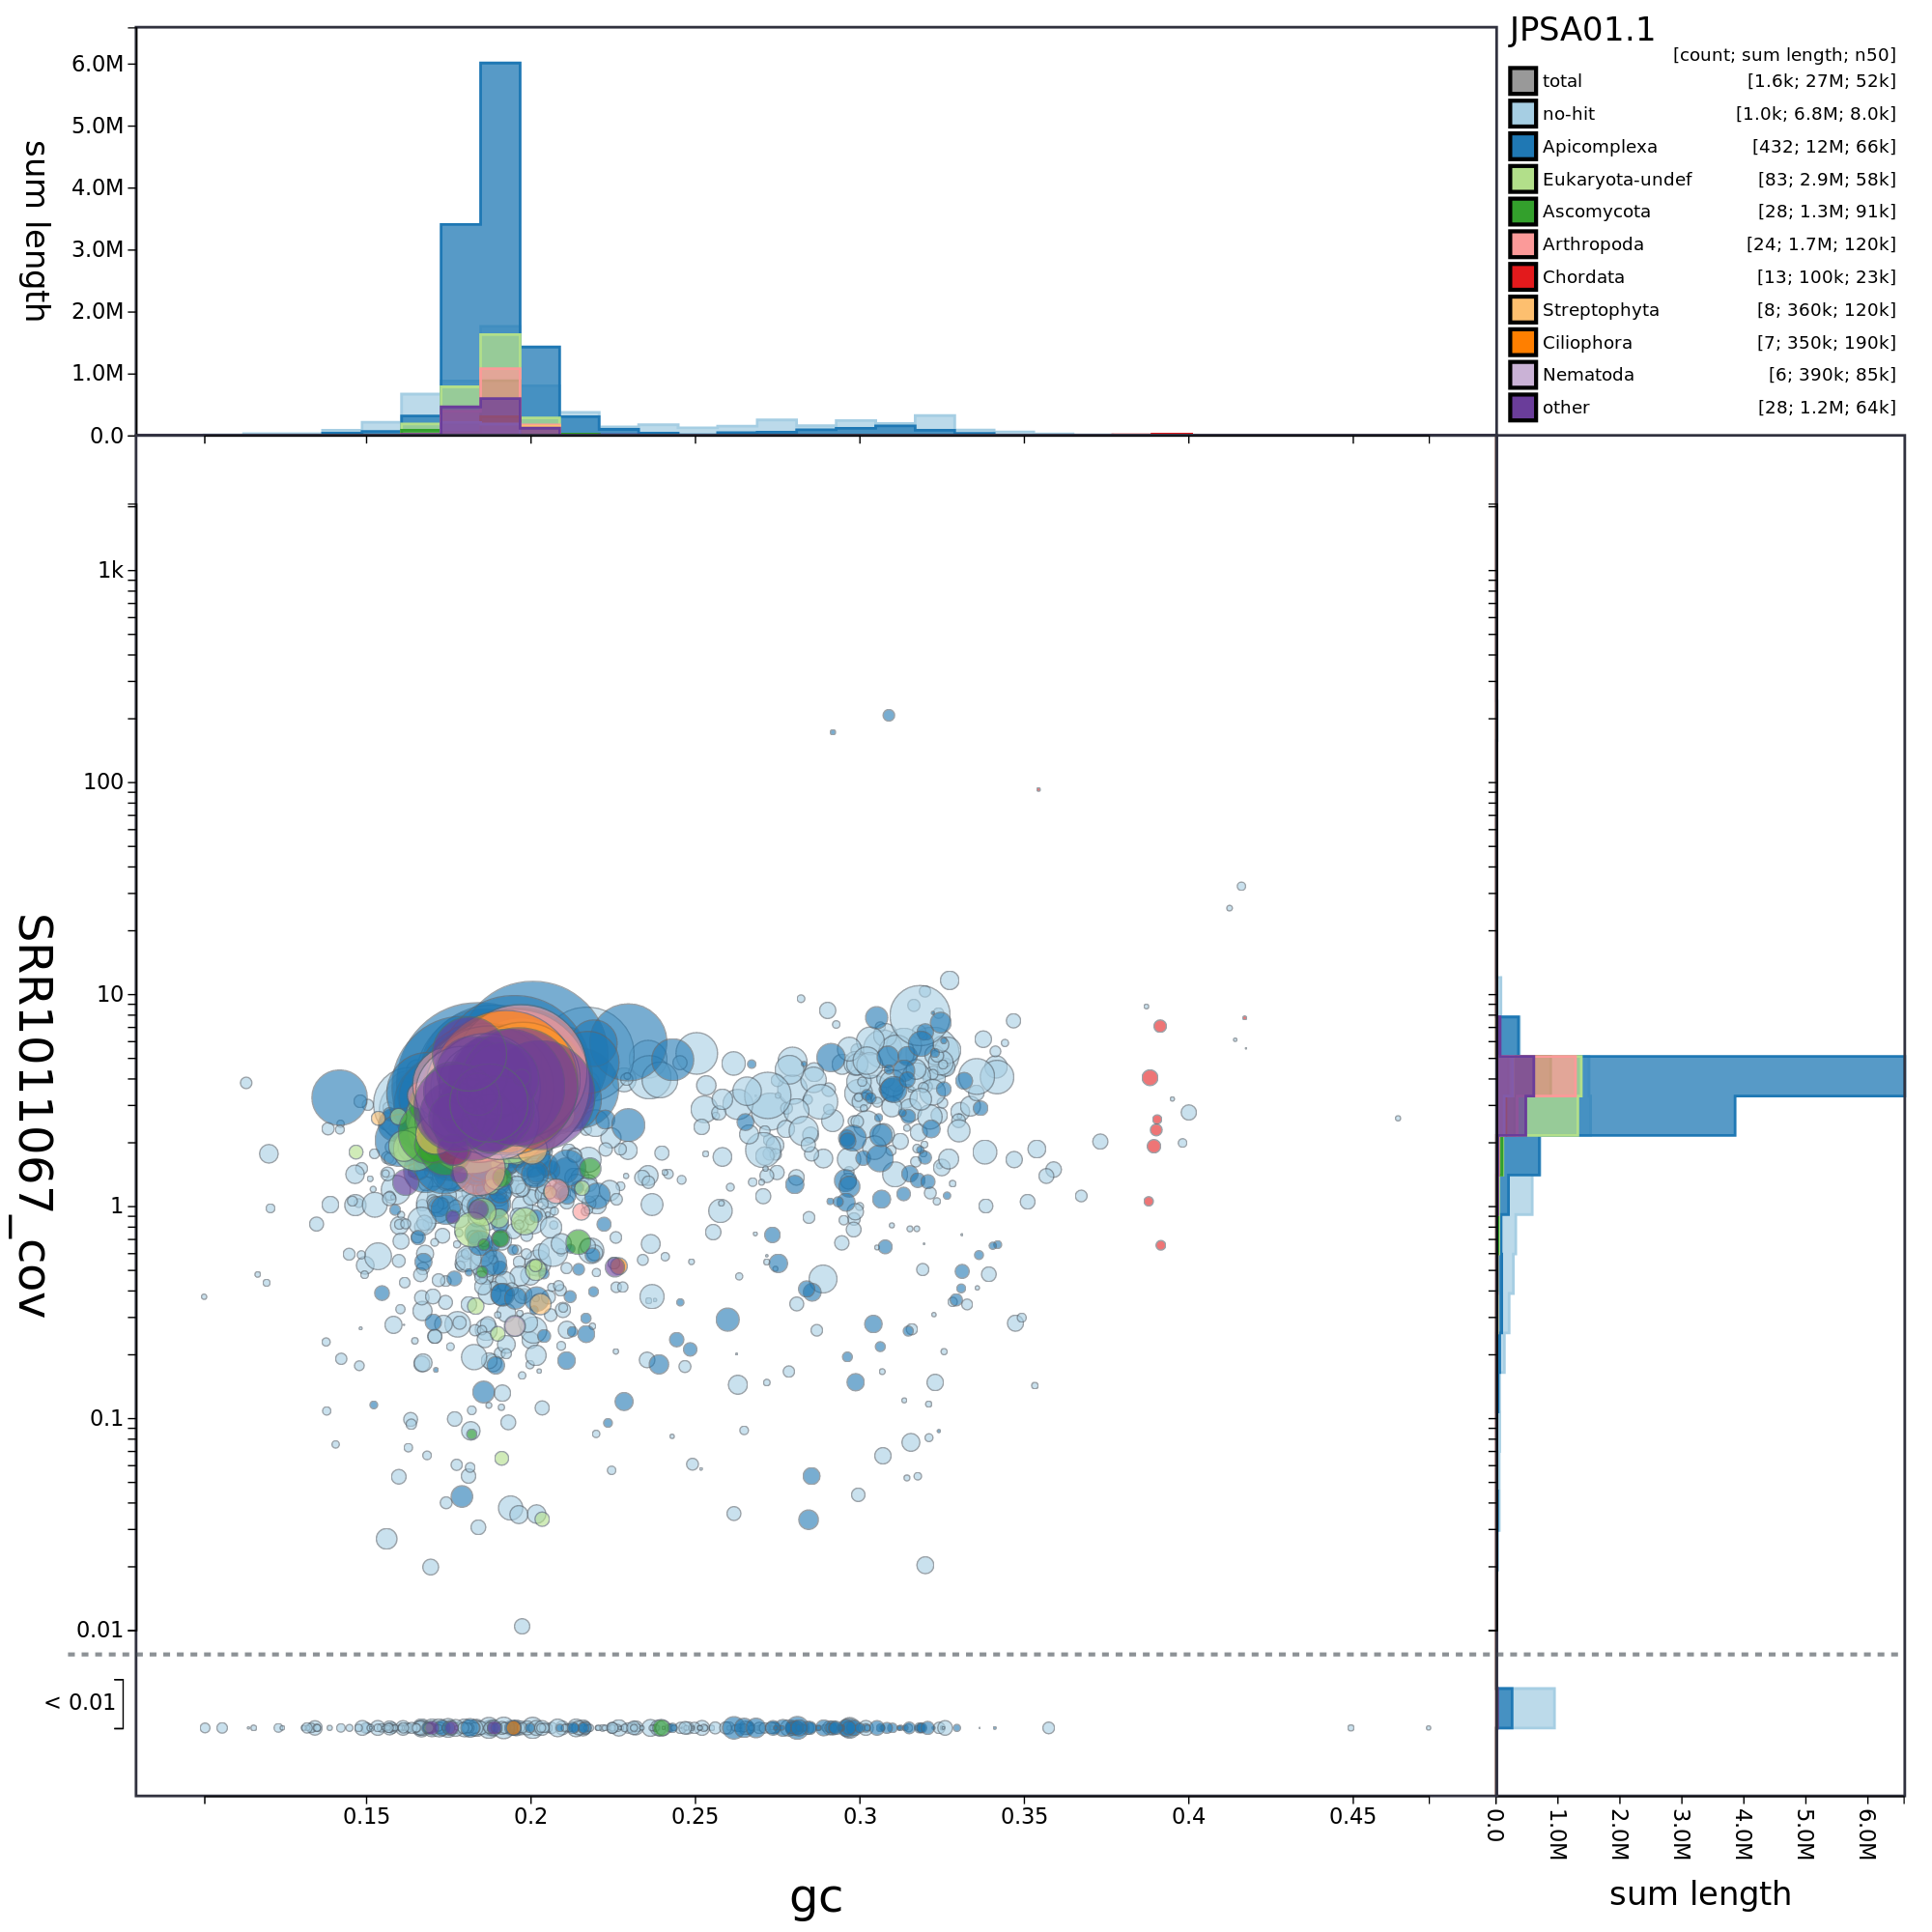 JPSA01.1
[count; sum length; n50]
total [1.6k; 27M; 52k]
no-hit [1.0k; 6.8M; 8.0k]
Apicomplexa [432; 12M; 66k]
Eukaryota-undef [83; 2.9M; 58k]
Ascomycota [28; 1.3M; 91k]
Arthropoda [24; 1.7M; 120k]
Chordata [13; 100k; 23k]
Streptophyta [8; 360k; 120k]
Ciliophora [7; 350k; 190k]
Nematoda [6; 390k; 85k]
other [28; 1.2M; 64k]
sum length
6.0M
5.0M
4.0M
3.0M
2.0M
1.0M
0.0
SRR1011067_cov
1k
100
10
1
0.1
0.01
< 0.01
0.15 0.2 0.25 0.3 0.35 0.4 0.45
gc
0.0 1.0M 2.0M 3.0M 4.0M 5.0M 6.0M
sum length